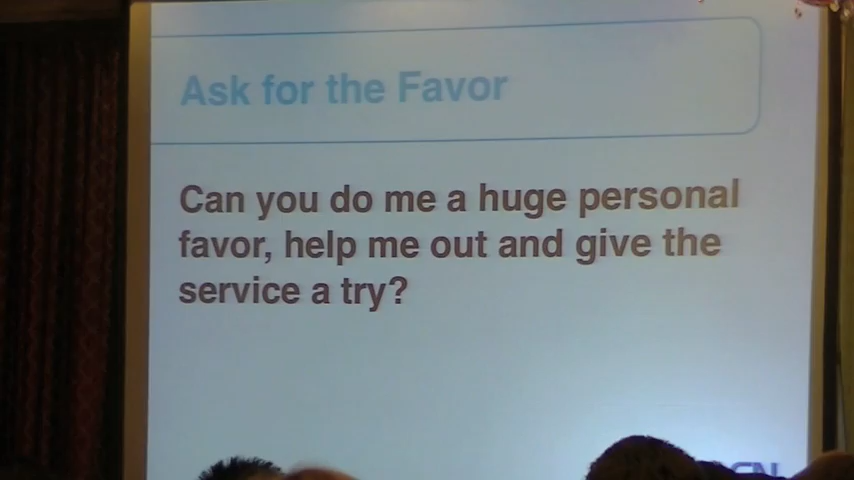 Ask for the Favor
Can you do me a huge personal
favor, help me out and give the
service a try?